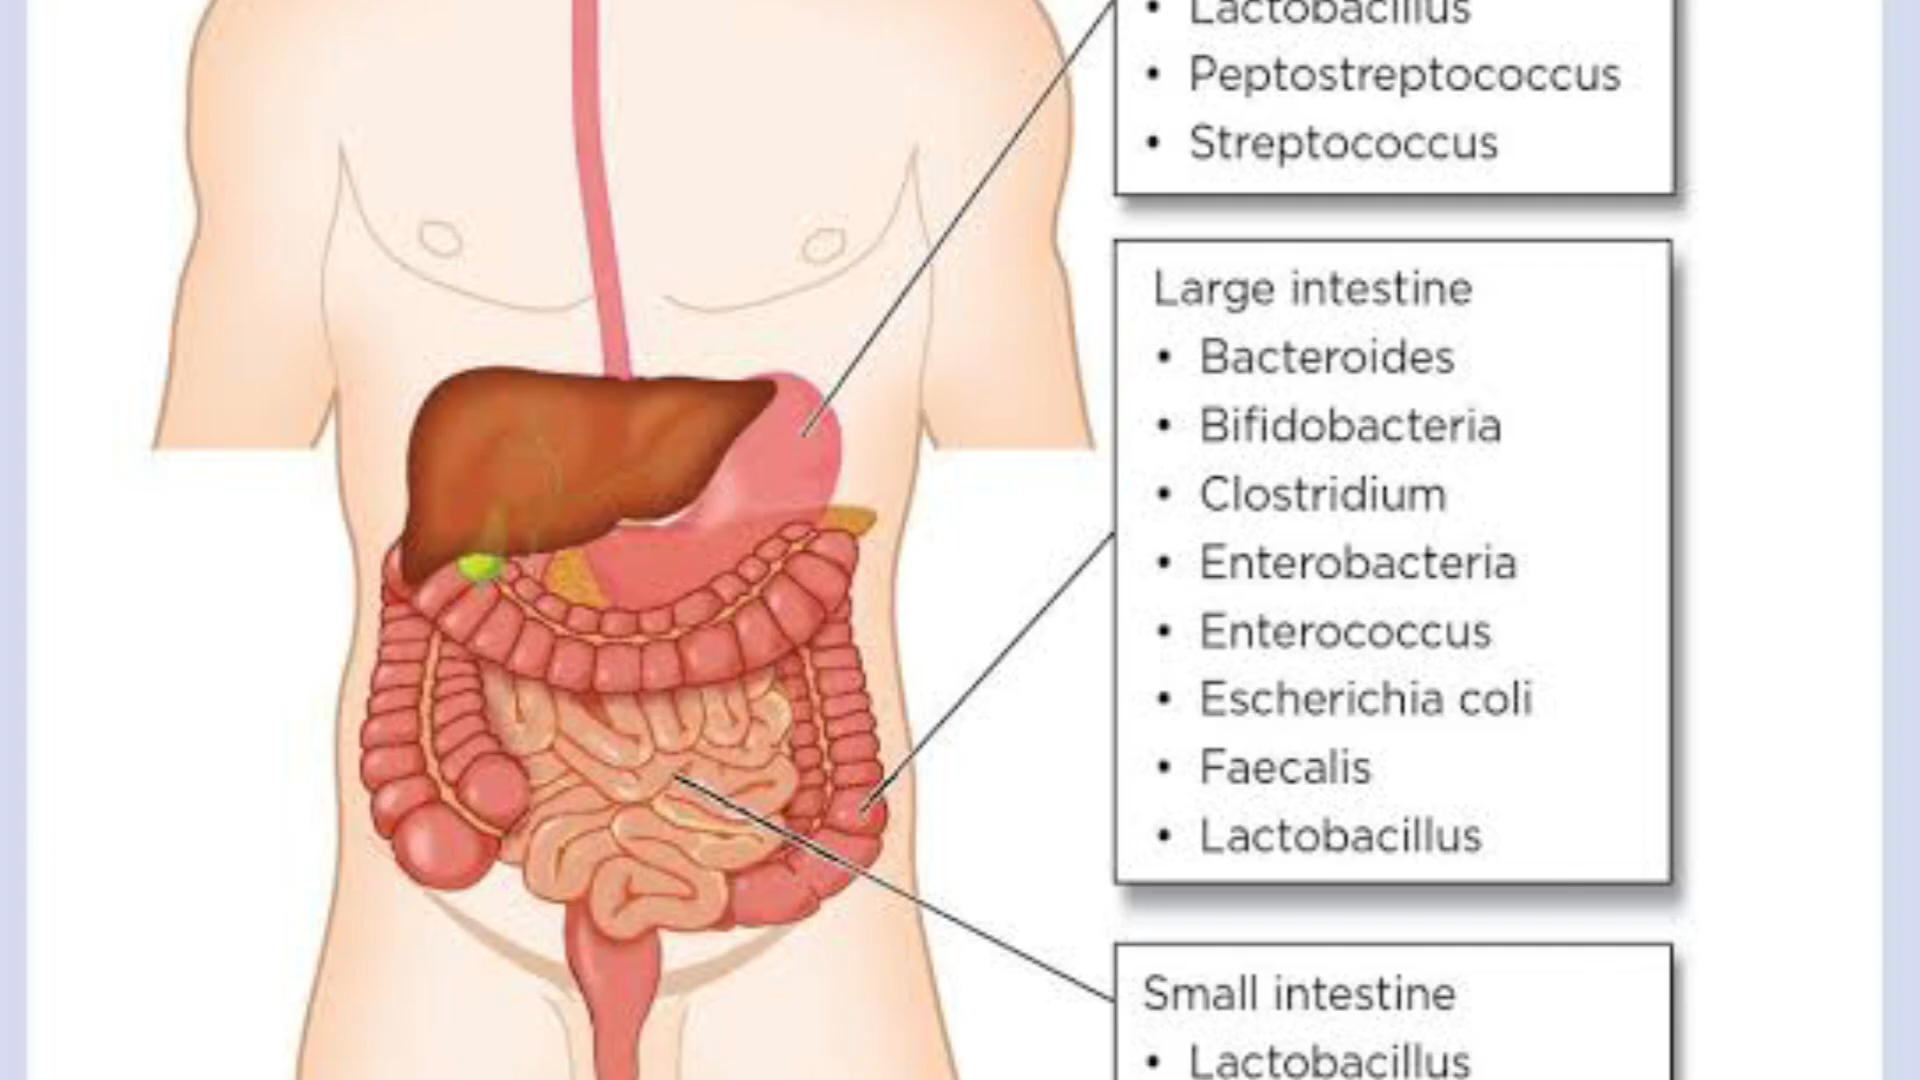 • Lactobacillus
• Peptostreptococcus
• Streptococcus
Large intestine
• Bacteroides
• Bifidobacteria
• Clostridium
• Enterobacteria
• Enterococcus
• Escherichia coli
• Faecalis
• Lactobacillus
Small intestine
• Lactobacillus